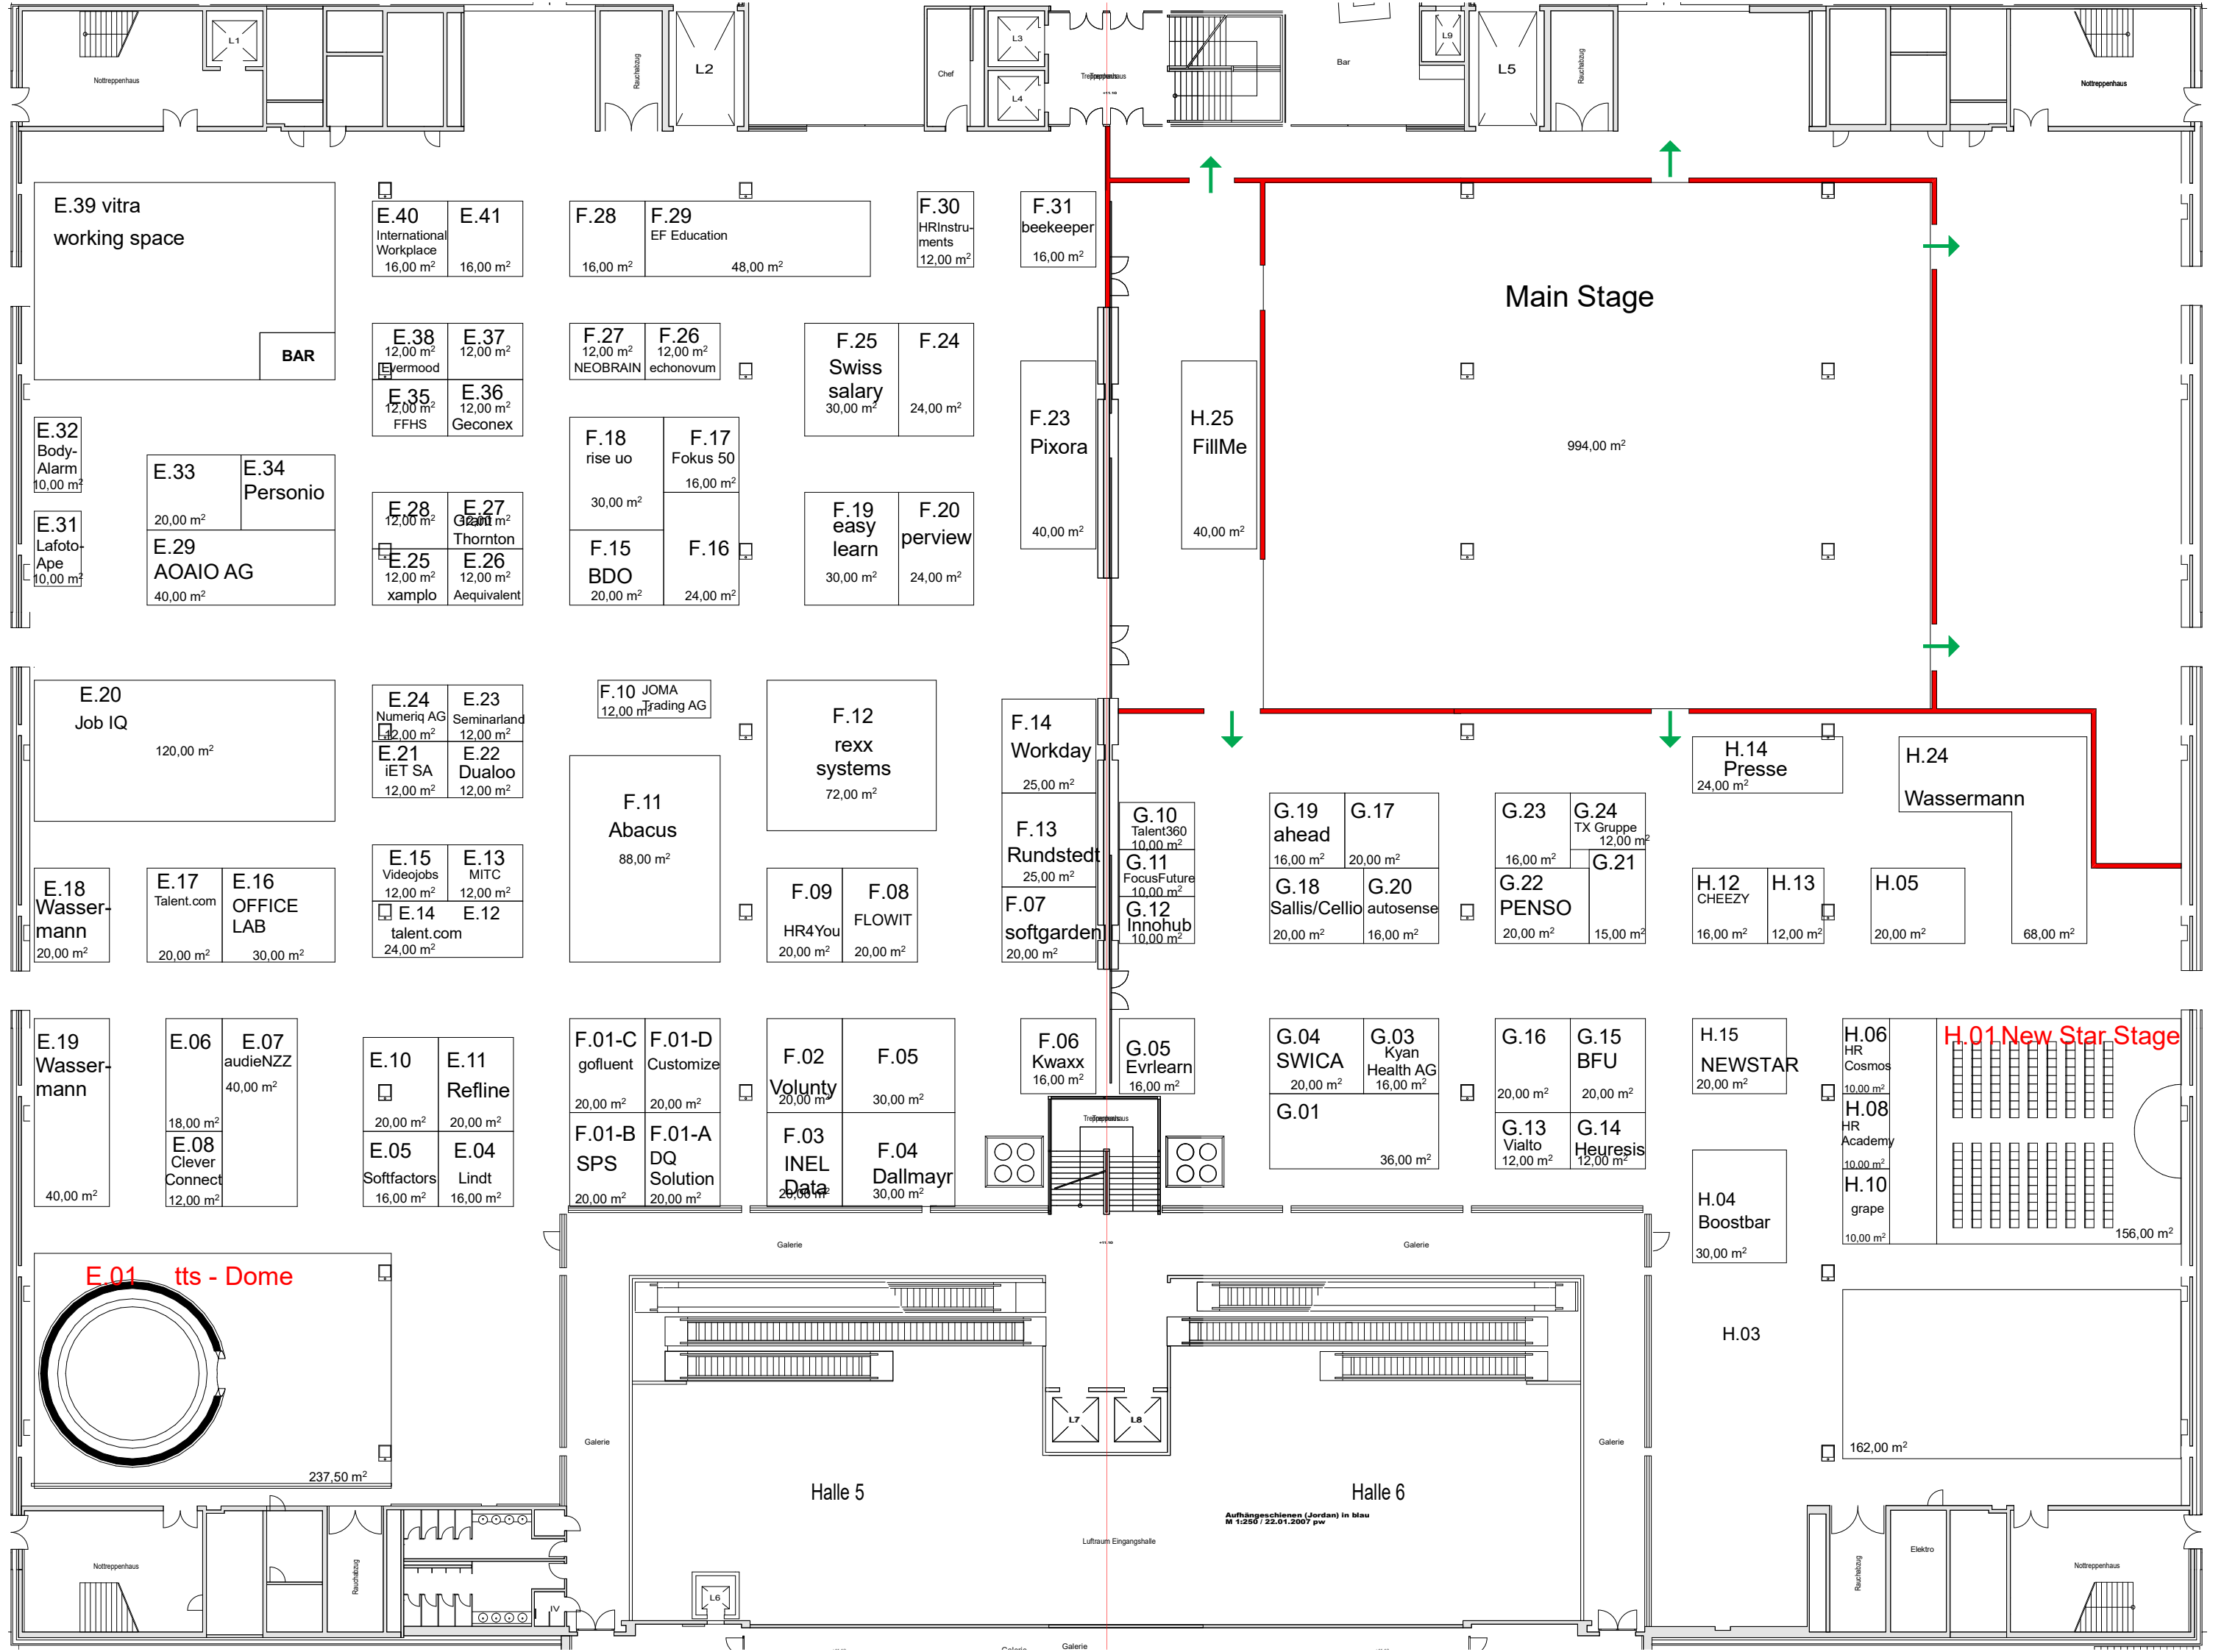 L1
Nottreppenhaus
Rauchabzug
L2
Chef
L3
L4
Treppenhaus
Bar
L9
L5
Rauchabzug
Nottreppenhaus
E.39 vitra
working space
BAR
E.40
International
Workplace
16,00 m²
E.41
16,00 m²
F.28
16,00 m²
F.29
EF Education
48,00 m²
F.30
HRInstru-
ments
12,00 m²
F.31
beekeeper
16,00 m²
Main Stage
994,00 m²
E.38
12,00 m²
Evermood
E.37
12,00 m²
E.35
12,00 m²
FFHS
E.36
12,00 m²
Geconex
F.27
12,00 m²
NEOBRAIN
F.26
12,00 m²
echonovum
F.25
Swiss
salary
30,00 m²
F.24
24,00 m²
F.23
Pixora
40,00 m²
H.25
FillMe
40,00 m²
E.32
Body-
Alarm
10,00 m²
E.31
Lafoto-
Ape
10,00 m²
E.33
20,00 m²
E.34
Personio
E.29
AOAIO AG
40,00 m²
E.28
12,00 m²
E.27
Grant
Thornton
12,00 m²
E.25
12,00 m²
xamplo
E.26
12,00 m²
Aequivalent
F.18
rise uo
30,00 m²
F.17
Fokus 50
16,00 m²
F.15
BDO
20,00 m²
F.16
24,00 m²
F.19
easy
learn
30,00 m²
F.20
perview
24,00 m²
E.20
Job IQ
120,00 m²
E.24
Numeriq AG
12,00 m²
E.23
Seminarland
12,00 m²
E.21
iET SA
12,00 m²
E.22
Dualoo
12,00 m²
F.10 JOMA
Trading AG
12,00 m²
F.11
Abacus
88,00 m²
F.12
rexx
systems
72,00 m²
F.14
Workday
25,00 m²
F.13
Rundstedt
25,00 m²
F.07
softgarden
20,00 m²
G.10
Talent360
10,00 m²
G.11
FocusFuture
10,00 m²
G.12
Innohub
10,00 m²
G.19
ahead
16,00 m²
G.17
20,00 m²
G.18
Sallis/Cellio
20,00 m²
G.20
autosense
16,00 m²
G.23
16,00 m²
G.24
TX Gruppe
12,00 m²
G.22
PENSO
20,00 m²
G.21
15,00 m²
H.14
Presse
24,00 m²
H.24
Wassermann
68,00 m²
H.12
CHEEZY
16,00 m²
H.13
12,00 m²
H.05
20,00 m²
E.18
Wasser-
mann
20,00 m²
E.17
Talent.com
20,00 m²
E.16
OFFICE
LAB
30,00 m²
E.15
Videojobs
12,00 m²
E.13
MITC
12,00 m²
E.14 E.12
talent.com
24,00 m²
F.09
HR4You
20,00 m²
F.08
FLOWIT
20,00 m²
E.19
Wasser-
mann
40,00 m²
E.06
18,00 m²
E.07
audieNZZ
40,00 m²
E.08
Clever
Connect
12,00 m²
E.10
20,00 m²
E.11
Refline
20,00 m²
E.05
Softfactors
16,00 m²
E.04
Lindt
16,00 m²
F.01-C
gofluent
20,00 m²
F.01-D
Customize
20,00 m²
F.01-B
SPS
20,00 m²
F.01-A
DQ
Solution
20,00 m²
F.02
Volunty
20,00 m²
F.05
30,00 m²
F.03
INEL
Data
20,00 m²
F.04
Dallmayr
30,00 m²
F.06
Kwaxx
16,00 m²
G.05
Evrlearn
16,00 m²
Treppenhaus
G.04
SWICA
20,00 m²
G.03
Kyan
Health AG
16,00 m²
G.01
36,00 m²
G.16
20,00 m²
G.15
BFU
20,00 m²
G.13
Vialto
12,00 m²
G.14
Heuresis
12,00 m²
H.15
NEWSTAR
20,00 m²
H.04
Boostbar
30,00 m²
H.06
HR
Cosmos
10,00 m²
H.08
HR
Academy
10,00 m²
H.10
grape
10,00 m²
H.01 New Star Stage
156,00 m²
E.01 tts - Dome
237,50 m²
Galerie
Galerie
Galerie
Galerie
H.03
162,00 m²
L7
L8
Halle 5
Halle 6
Aufhängeschienen (Jordan) in blau
M 1:250 / 22.01.2007 pw
Luftraum Eingangshalle
Nottreppenhaus
Rauchabzug
IV
L6
Rauchabzug
Elektro
Nottreppenhaus
Galerie
Galerie